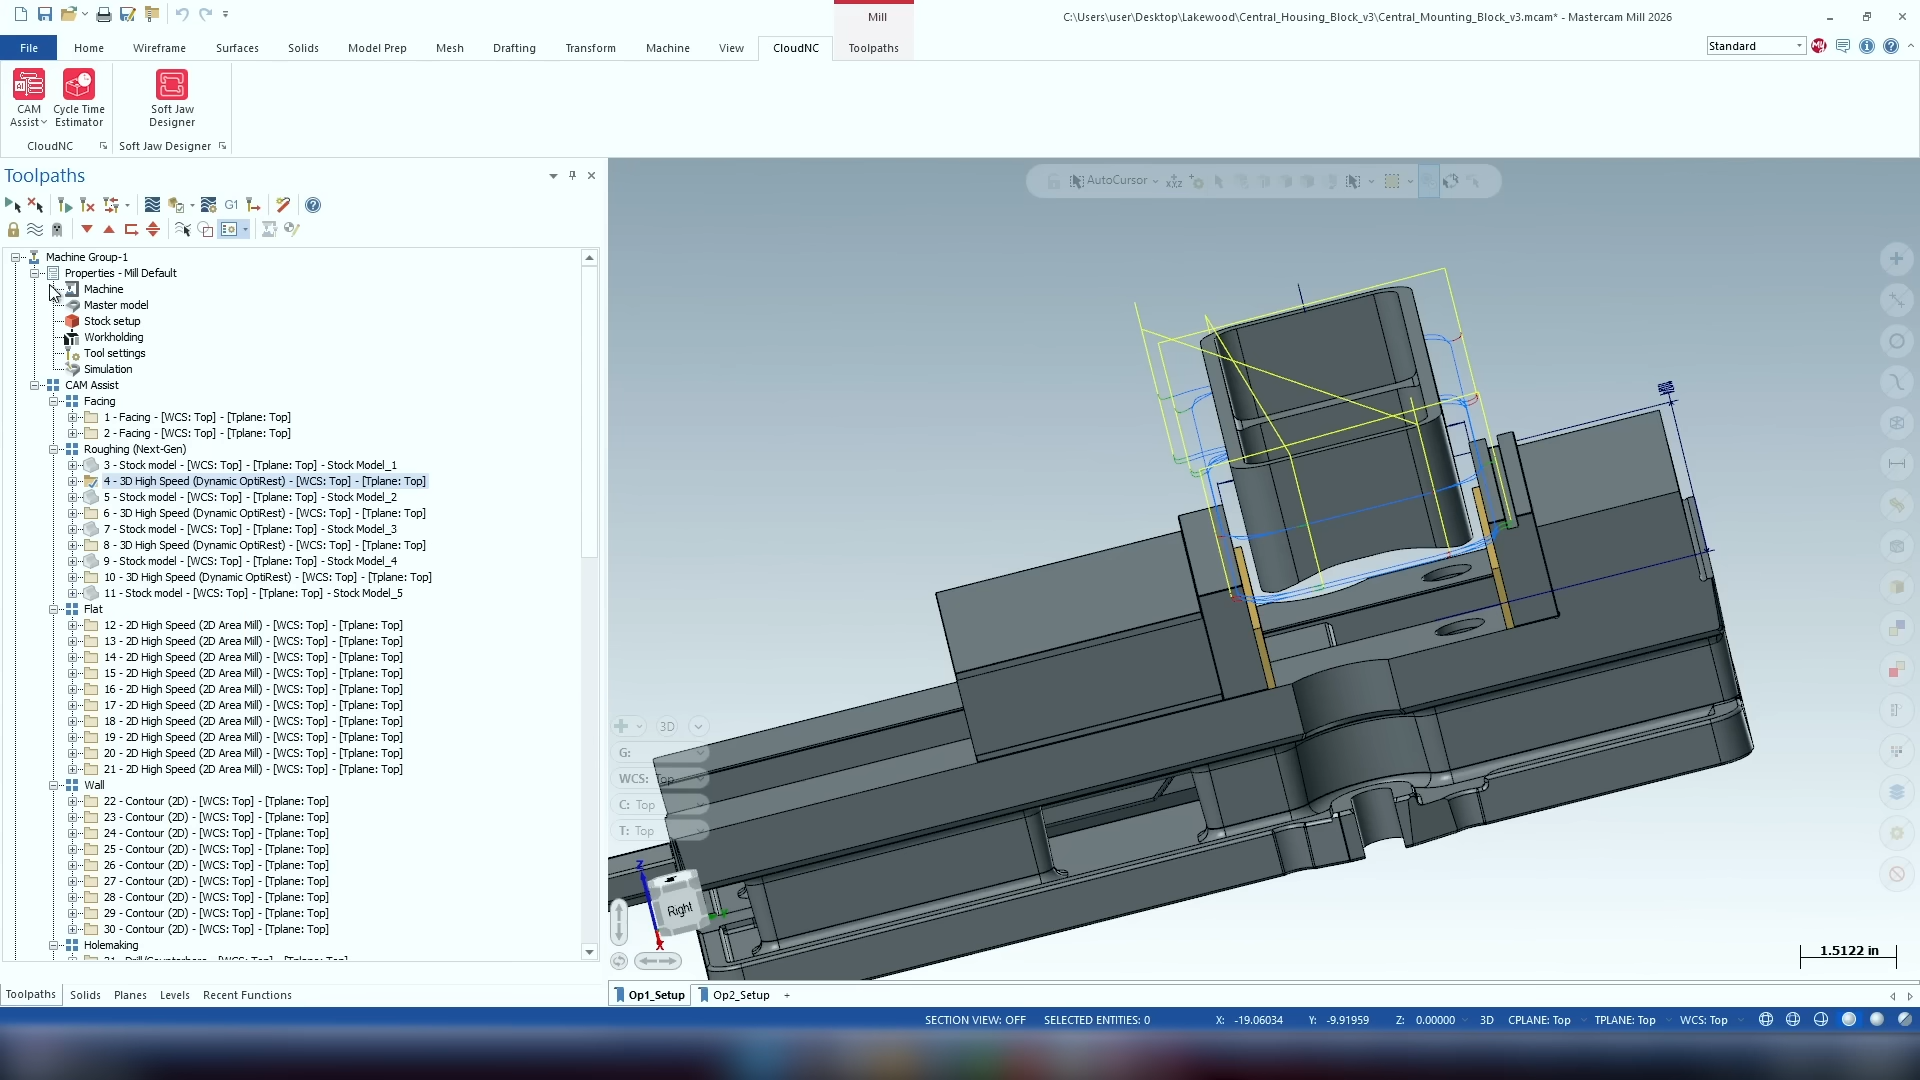 Mill
C:\Users\user\Desktop\Lakewood\Central_Housing_Block_v3\Central_Mounting_Block_v3.mcam* - Mastercam Mill 2026
File
Home
Wireframe
Surfaces
Solids
Model Prep
Mesh
Drafting
Transform
Machine
View
CloudNC
Toolpaths
Standard
CAM
Assist
Cycle Time
Estimator
Soft Jaw
Designer
CloudNC
Soft Jaw Designer
Toolpaths
AutoCursor
G1
Machine Group-1
Properties - Mill Default
Machine
Master model
Stock setup
Workholding
Tool settings
Simulation
CAM Assist
Facing
1 - Facing - [WCS: Top] - [Tplane: Top]
2 - Facing - [WCS: Top] - [Tplane: Top]
Roughing (Next-Gen)
3 - Stock model - [WCS: Top] - [Tplane: Top] - Stock Model_1
4 - 3D High Speed (Dynamic OptiRest) - [WCS: Top] - [Tplane: Top]
5 - Stock model - [WCS: Top] - [Tplane: Top] - Stock Model_2
6 - 3D High Speed (Dynamic OptiRest) - [WCS: Top] - [Tplane: Top]
7 - Stock model - [WCS: Top] - [Tplane: Top] - Stock Model_3
8 - 3D High Speed (Dynamic OptiRest) - [WCS: Top] - [Tplane: Top]
9 - Stock model - [WCS: Top] - [Tplane: Top] - Stock Model_4
10 - 3D High Speed (Dynamic OptiRest) - [WCS: Top] - [Tplane: Top]
11 - Stock model - [WCS: Top] - [Tplane: Top] - Stock Model_5
Flat
12 - 2D High Speed (2D Area Mill) - [WCS: Top] - [Tplane: Top]
13 - 2D High Speed (2D Area Mill) - [WCS: Top] - [Tplane: Top]
14 - 2D High Speed (2D Area Mill) - [WCS: Top] - [Tplane: Top]
15 - 2D High Speed (2D Area Mill) - [WCS: Top] - [Tplane: Top]
16 - 2D High Speed (2D Area Mill) - [WCS: Top] - [Tplane: Top]
17 - 2D High Speed (2D Area Mill) - [WCS: Top] - [Tplane: Top]
18 - 2D High Speed (2D Area Mill) - [WCS: Top] - [Tplane: Top]
19 - 2D High Speed (2D Area Mill) - [WCS: Top] - [Tplane: Top]
20 - 2D High Speed (2D Area Mill) - [WCS: Top] - [Tplane: Top]
21 - 2D High Speed (2D Area Mill) - [WCS: Top] - [Tplane: Top]
Wall
22 - Contour (2D) - [WCS: Top] - [Tplane: Top]
23 - Contour (2D) - [WCS: Top] - [Tplane: Top]
24 - Contour (2D) - [WCS: Top] - [Tplane: Top]
25 - Contour (2D) - [WCS: Top] - [Tplane: Top]
26 - Contour (2D) - [WCS: Top] - [Tplane: Top]
27 - Contour (2D) - [WCS: Top] - [Tplane: Top]
28 - Contour (2D) - [WCS: Top] - [Tplane: Top]
29 - Contour (2D) - [WCS: Top] - [Tplane: Top]
30 - Contour (2D) - [WCS: Top] - [Tplane: Top]
Holemaking
3D
G:
WCS: Top
C: Top
T: Top
Z
Right
X
1.5122 in
Toolpaths
Solids
Planes
Levels
Recent Functions
Op1_Setup
Op2_Setup
+
SECTION VIEW: OFF
SELECTED ENTITIES: 0
X: -19.06034
Y: -9.91959
Z: 0.00000
3D
CPLANE: Top
TPLANE: Top
WCS: Top